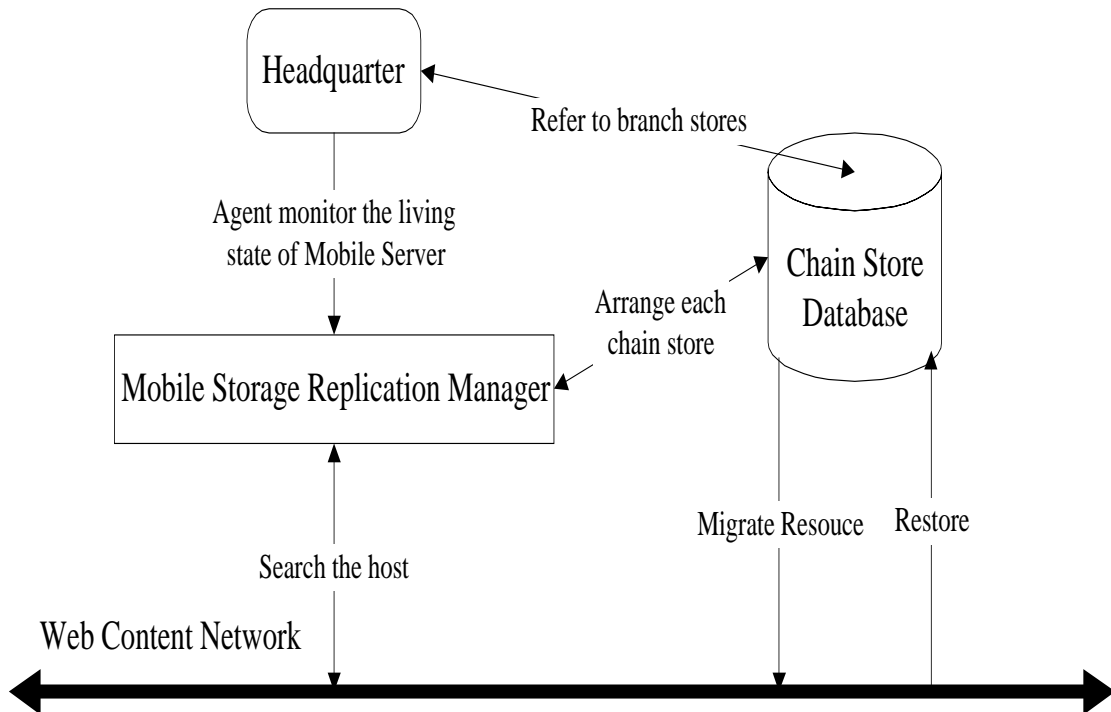 Headquarter
Refer to branch stores
Agent monitor the living
state of Mobile Server
Chain Store
Database
Arrange each
chain store
Mobile Storage Replication Manager
Migrate Resouce
Restore
Search the host
Web Content Network